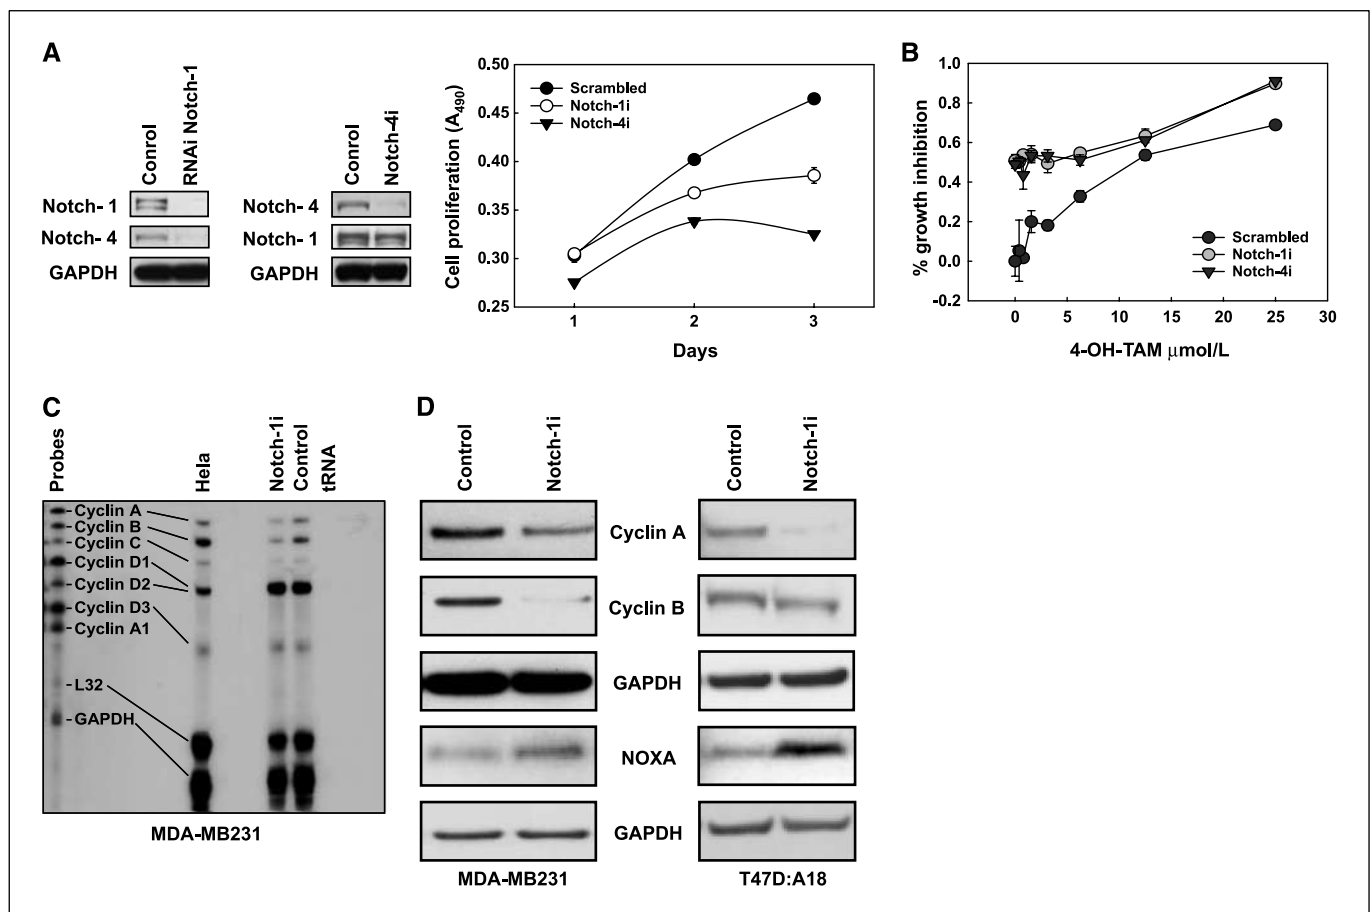 A
Conrol
RNAi Notch-1
Notch- 1
Notch- 4
GAPDH
Control
Notch-4i
Notch- 4
Notch- 1
GAPDH
Cell proliferation (A490)
0.50
0.45
0.40
0.35
0.30
0.25
Scrambled
Notch-1i
Notch-4i
1 2 3
Days
B
% growth inhibition
1.0
0.8
0.6
0.4
0.2
0.0
-0.2
Scrambled
Notch-1i
Notch-4i
0 5 10 15 20 25 30
4-OH-TAM μmol/L
C
Probes
Hela
Notch-1i
Control
tRNA
Cyclin A
Cyclin B
Cyclin C
Cyclin D1
Cyclin D2
Cyclin D3
Cyclin A1
L32
GAPDH
MDA-MB231
D
Control
Notch-1i
Control
Notch-1i
Cyclin A
Cyclin B
GAPDH
NOXA
GAPDH
MDA-MB231
T47D:A18